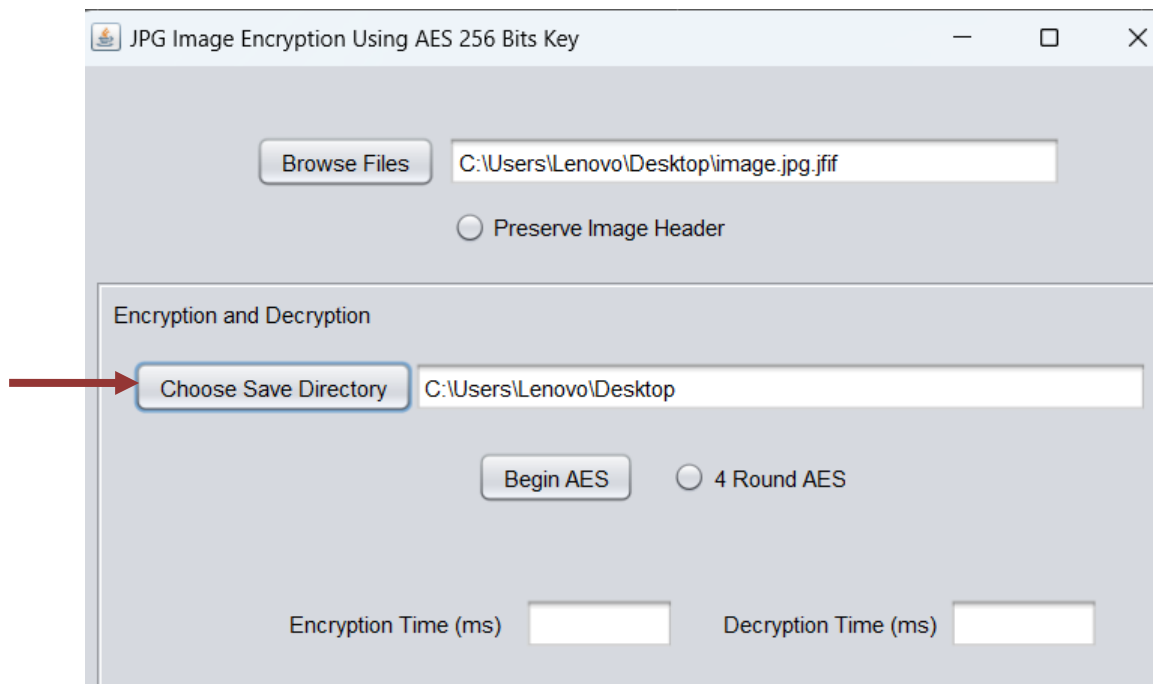 JPG Image Encryption Using AES 256 Bits Key
Browse Files C:\Users\Lenovo\Desktop\image.jpg.jfif
Preserve Image Header
Encryption and Decryption
Choose Save Directory C:\Users\Lenovo\Desktop
Begin AES 4 Round AES
Encryption Time (ms) Decryption Time (ms)